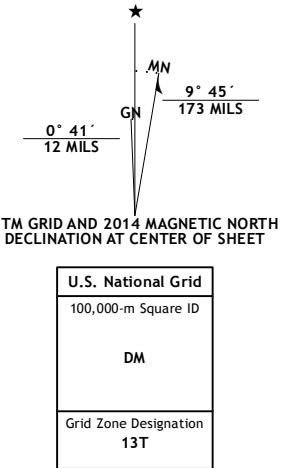 ★
MN
GN
9° 45´
173 MILS
0° 41´
12 MILS
TM GRID AND 2014 MAGNETIC NORTH
DECLINATION AT CENTER OF SHEET
U.S. National Grid
100,000-m Square ID
DM
Grid Zone Designation
13T